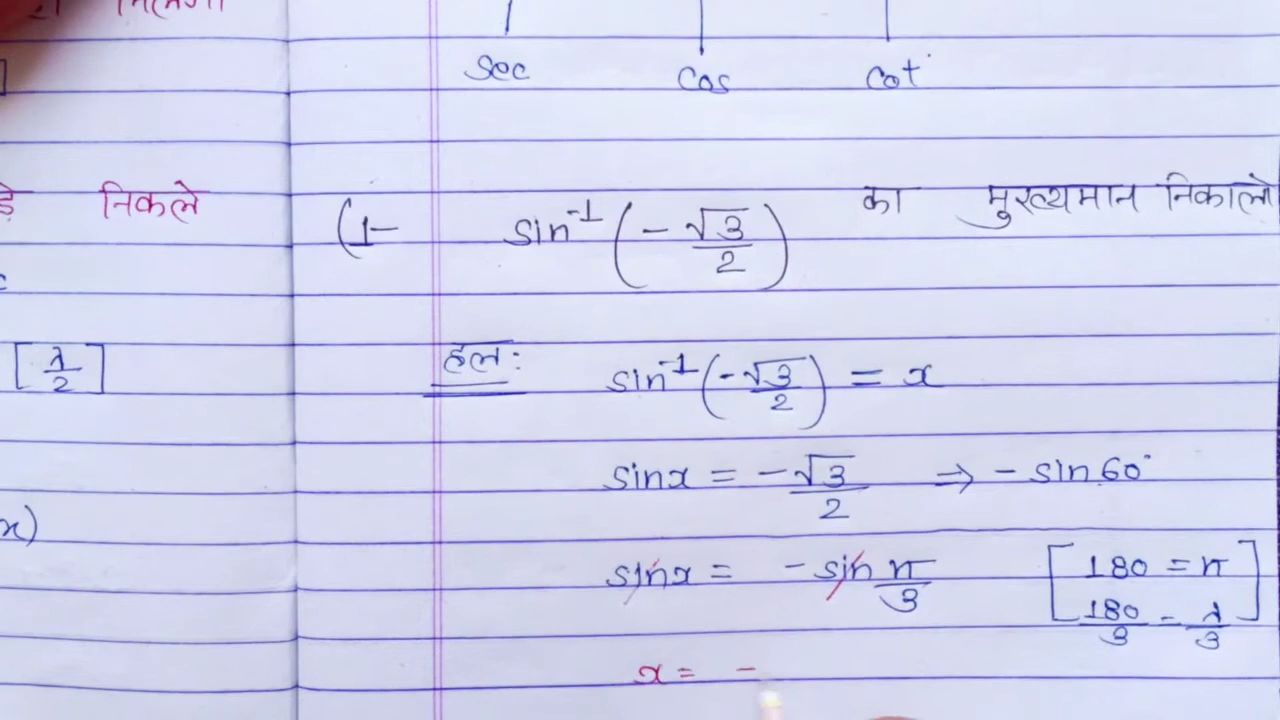 sec cos cot
निकले
(1- sin⁻¹(-√3/2) का मुख्यमान निकालो
हल: sin⁻¹(-√3/2) = x
[π/2]
sinx = -√3/2 ⇒ - sin60°
x)
sinx = - sin π/3 [180 = π
180/3 = π/3]
x = -